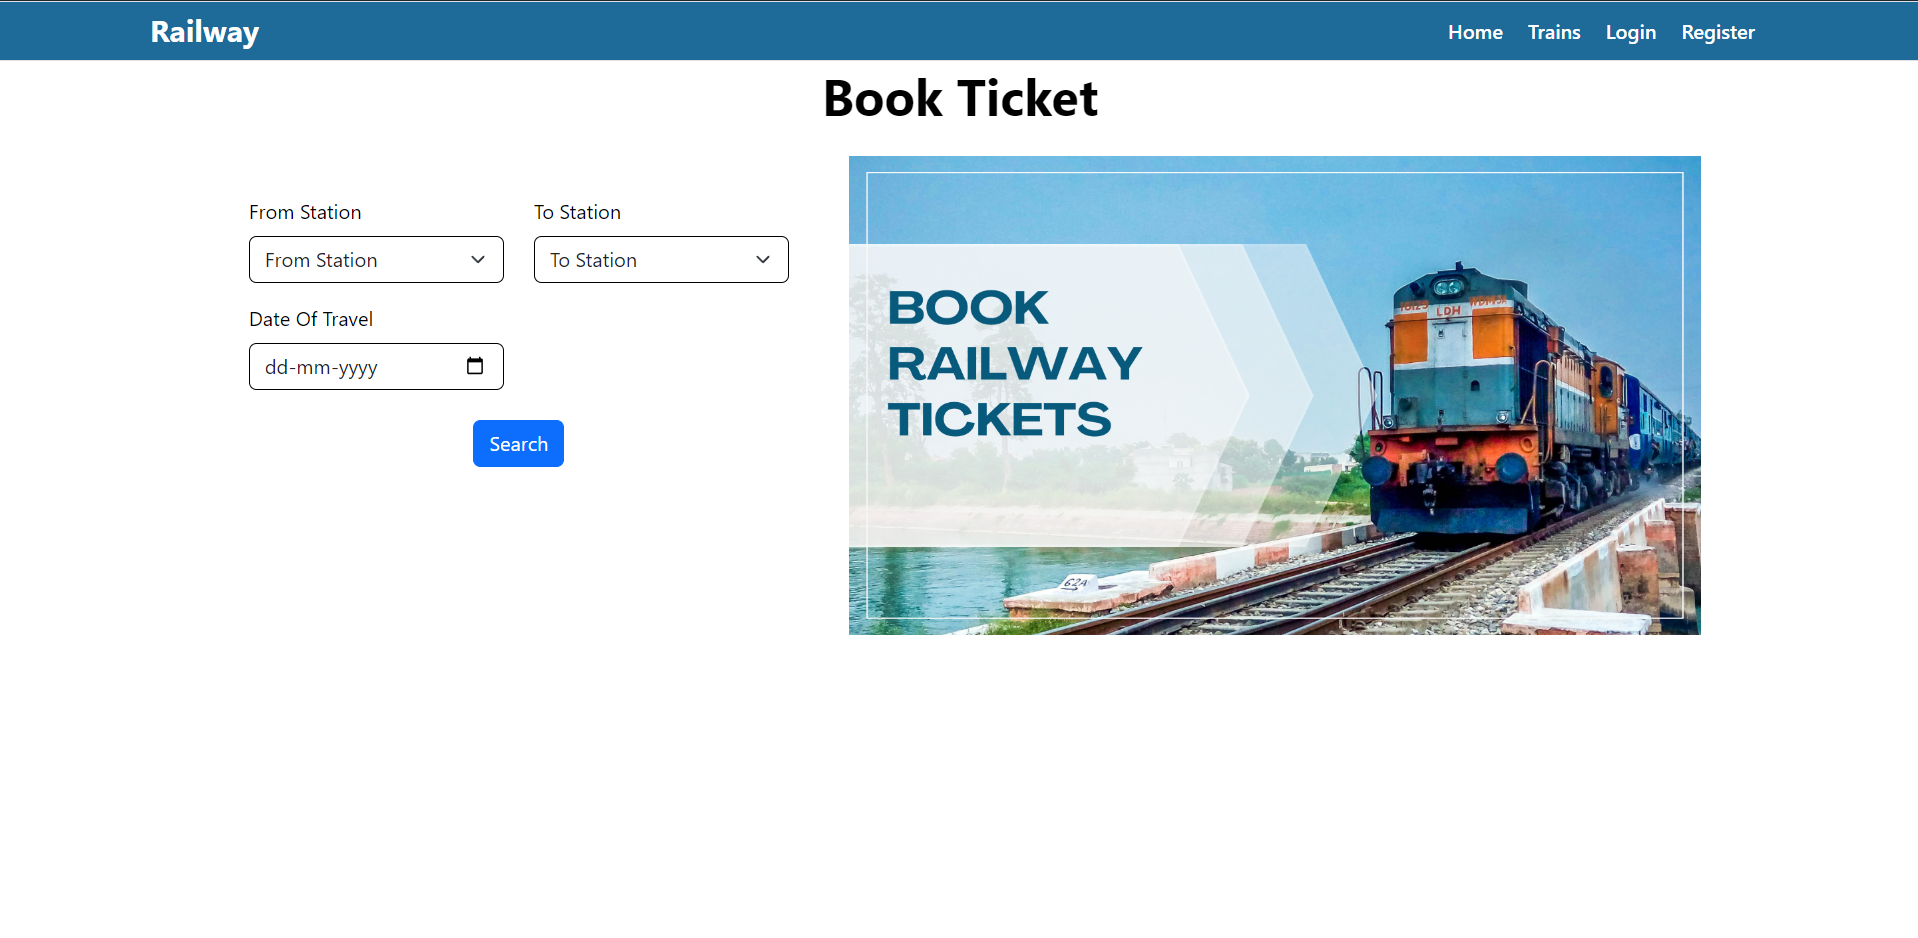 Railway
Home Trains Login Register
Book Ticket
From Station To Station
From Station To Station
Date Of Travel
dd-mm-yyyy
Search
BOOK
RAILWAY
TICKETS
LDH
62A